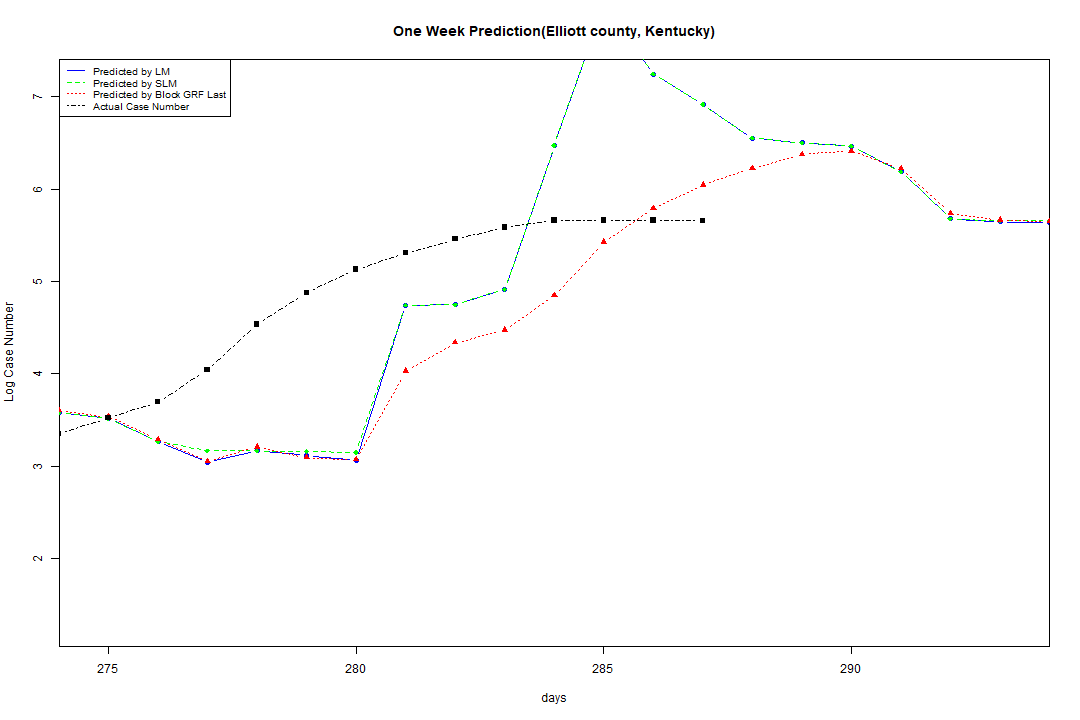 One Week Prediction(Elliott county, Kentucky)
Predicted by LM
Predicted by SLM
Predicted by Block GRF Last
Actual Case Number
7
6
5
4
3
2
Log Case Number
275 280 285 290
days